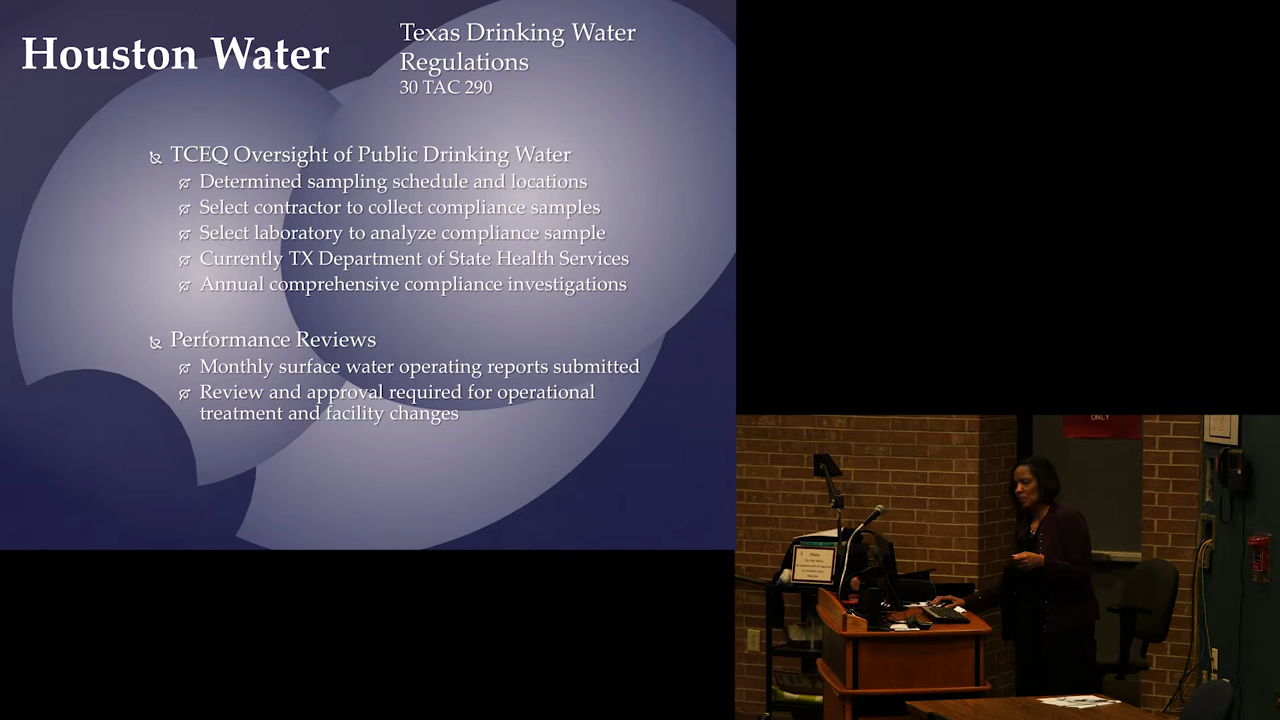 Houston Water
Texas Drinking Water
Regulations
30 TAC 290
TCEQ Oversight of Public Drinking Water
Determined sampling schedule and locations
Select contractor to collect compliance samples
Select laboratory to analyze compliance sample
Currently TX Department of State Health Services
Annual comprehensive compliance investigations
Performance Reviews
Monthly surface water operating reports submitted
Review and approval required for operational
treatment and facility changes
ONLY